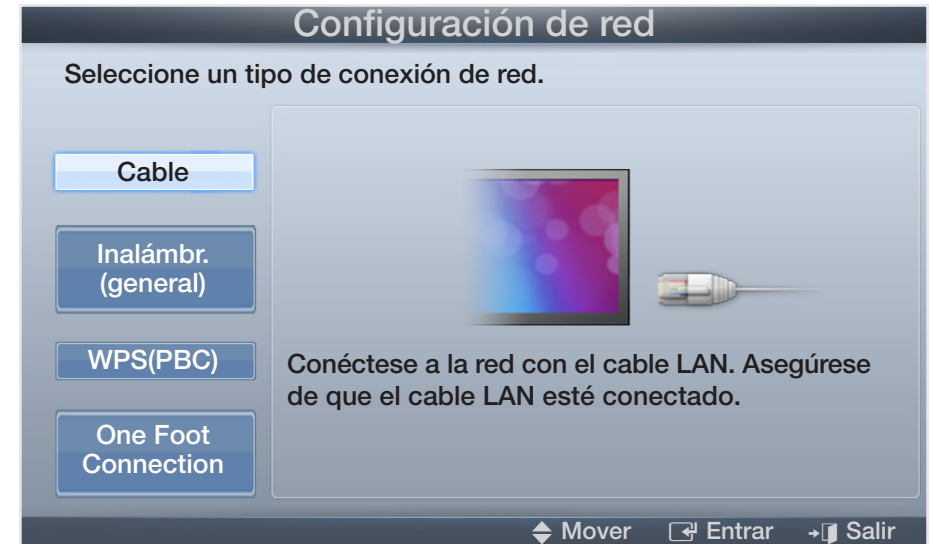 Configuración de red
Seleccione un tipo de conexión de red.
Cable
Inalámbr.
(general)
WPS(PBC)
One Foot
Connection
Conéctese a la red con el cable LAN. Asegúrese
de que el cable LAN esté conectado.
Mover Entrar Salir